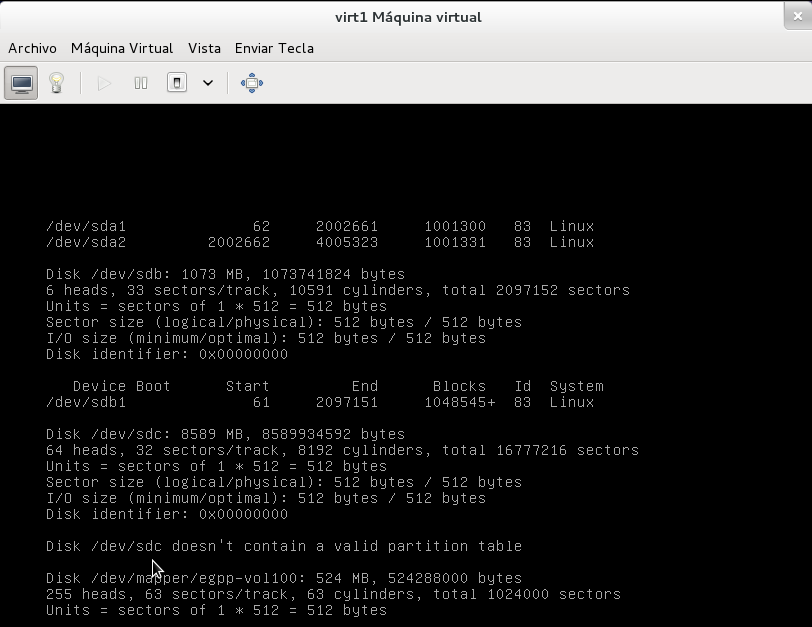 virt1 Máquina virtual
Archivo Máquina Virtual Vista Enviar Tecla
/dev/sda1 62 2002661 1001300 83 Linux
/dev/sda2 2002662 4005323 1001331 83 Linux
Disk /dev/sdb: 1073 MB, 1073741824 bytes
6 heads, 33 sectors/track, 10591 cylinders, total 2097152 sectors
Units = sectors of 1 * 512 = 512 bytes
Sector size (logical/physical): 512 bytes / 512 bytes
I/O size (minimum/optimal): 512 bytes / 512 bytes
Disk identifier: 0x00000000
Device Boot Start End Blocks Id System
/dev/sdb1 61 2097151 1048545+ 83 Linux
Disk /dev/sdc: 8589 MB, 8589934592 bytes
64 heads, 32 sectors/track, 8192 cylinders, total 16777216 sectors
Units = sectors of 1 * 512 = 512 bytes
Sector size (logical/physical): 512 bytes / 512 bytes
I/O size (minimum/optimal): 512 bytes / 512 bytes
Disk identifier: 0x00000000
Disk /dev/sdc doesn't contain a valid partition table
Disk /dev/mapper/egpp-vol100: 524 MB, 524288000 bytes
255 heads, 63 sectors/track, 63 cylinders, total 1024000 sectors
Units = sectors of 1 * 512 = 512 bytes